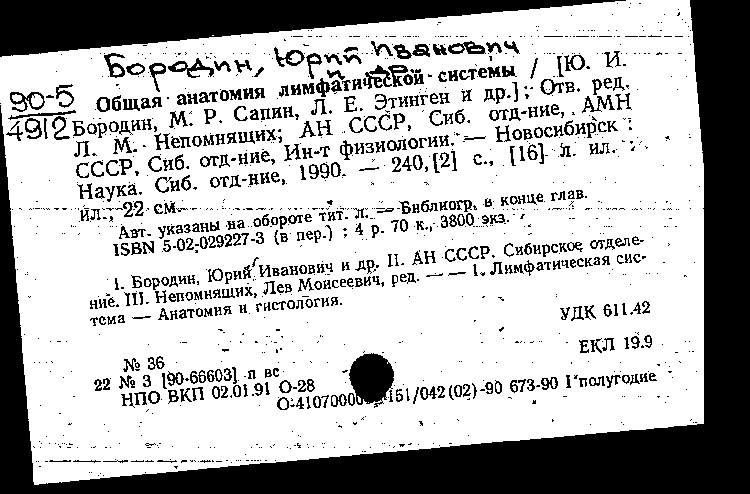 Бородин, Юрий Иванович
и др.
90-5
4912
Общая анатомия лимфатической системы / [Ю. И.
Бородин, М. Р. Сапин, Л. Е. Этинген и др.]; Отв. ред.
Л. М. Непомнящих; АН СССР, Сиб. отд-ние, АМН
СССР, Сиб. отд-ние, Ин-т физиологии. — Новосибирск :
Наука. Сиб. отд-ние, 1990. — 240,[2] с., [16] л. ил. :
ил.; 22 см.
Авт. указаны на обороте тит. л. — Библиогр. в конце глав.
ISBN 5-02-029227-3 (в пер.) : 4 р. 70 к., 3800 экз.
1. Бородин, Юрий Иванович и др. II. АН СССР. Сибирское отделе-
ние. III. Непомнящих, Лев Моисеевич, ред. — — 1. Лимфатическая сис-
тема — Анатомия и гистология.
УДК 611.42
ЕКЛ 19.9
№ 36
22 № 3 [90-66603] п вс
НПО ВКП 02.01.91 О-28
151/042(02)-90 673-90 I полугодие